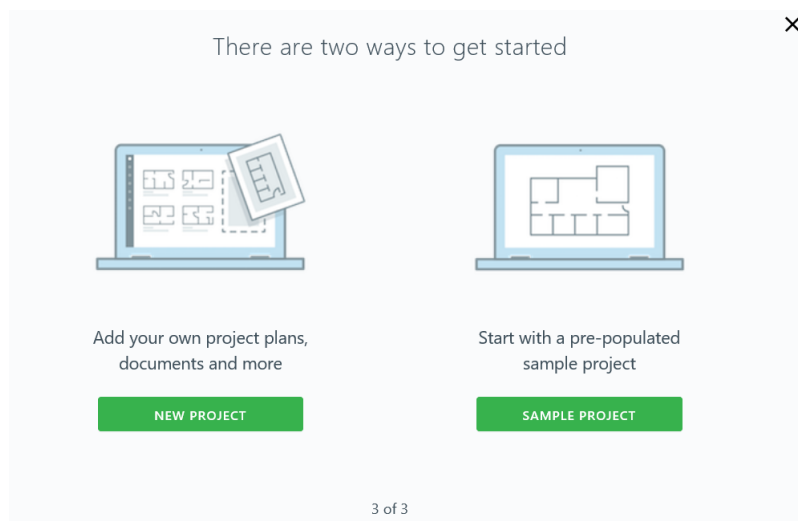 There are two ways to get started
Add your own project plans,
documents and more
NEW PROJECT
Start with a pre-populated
sample project
SAMPLE PROJECT
3 of 3